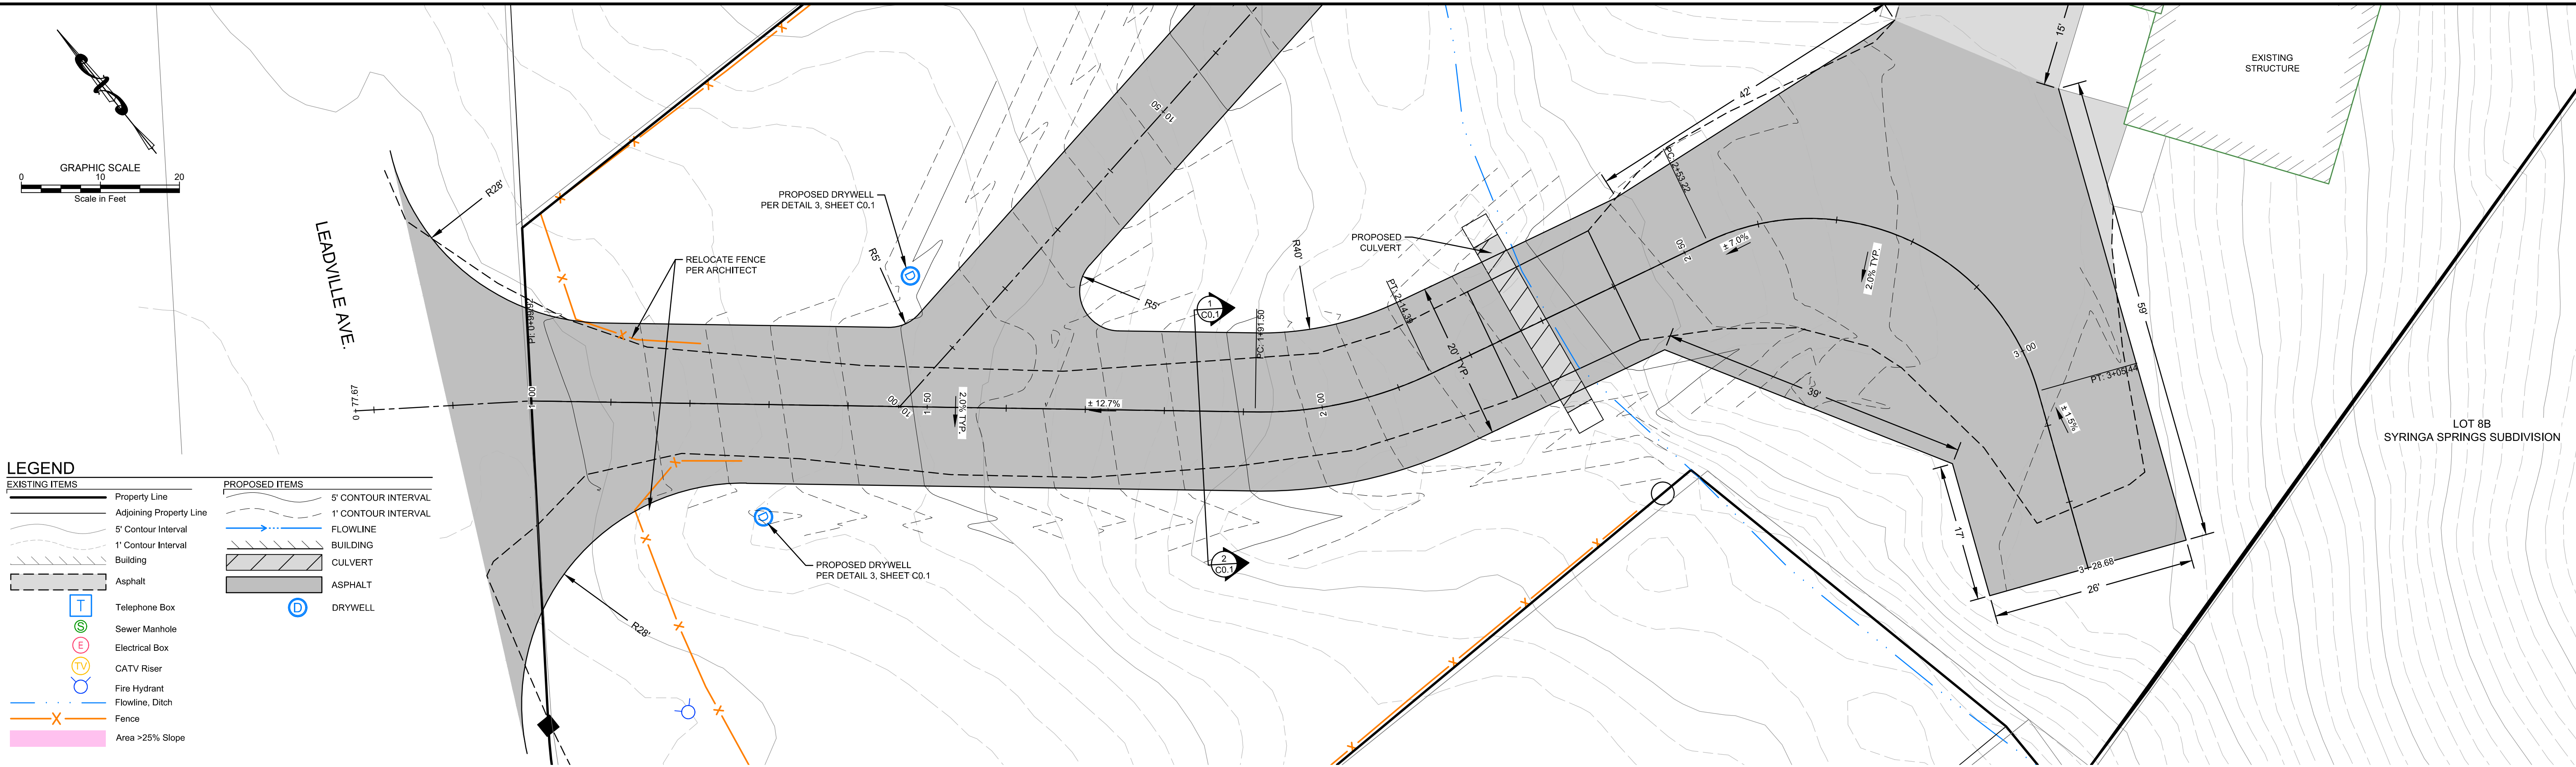 GRAPHIC SCALE
0 10 20
Scale in Feet
LEADVILLE AVE.
R28'
RELOCATE FENCE
PER ARCHITECT
PROPOSED DRYWELL
PER DETAIL 3, SHEET C0.1
D
R5'
10+50
R5'
1
C0.1
R40'
PROPOSED
CULVERT
42'
15'
EXISTING
STRUCTURE
PC: 2+53.22
2+50
± 7.0%
2.0% TYP.
59'
0+77.67
PI: 0+99.92
1+00
10+00
1+50
2.0% TYP.
± 12.7%
PC: 1+91.50
2+00
PT: 2+14.39
20' TYP.
39'
3+00
PT: 3+05.44
± 1.5%
17'
3+28.68
26'
LOT 8B
SYRINGA SPRINGS SUBDIVISION
2
C0.1
D
PROPOSED DRYWELL
PER DETAIL 3, SHEET C0.1
R28'
LEGEND
EXISTING ITEMS
Property Line
Adjoining Property Line
5' Contour Interval
1' Contour Interval
Building
Asphalt
T Telephone Box
S Sewer Manhole
E Electrical Box
TV CATV Riser
Fire Hydrant
Flowline, Ditch
X Fence
Area >25% Slope
PROPOSED ITEMS
5' CONTOUR INTERVAL
1' CONTOUR INTERVAL
FLOWLINE
BUILDING
CULVERT
ASPHALT
D DRYWELL